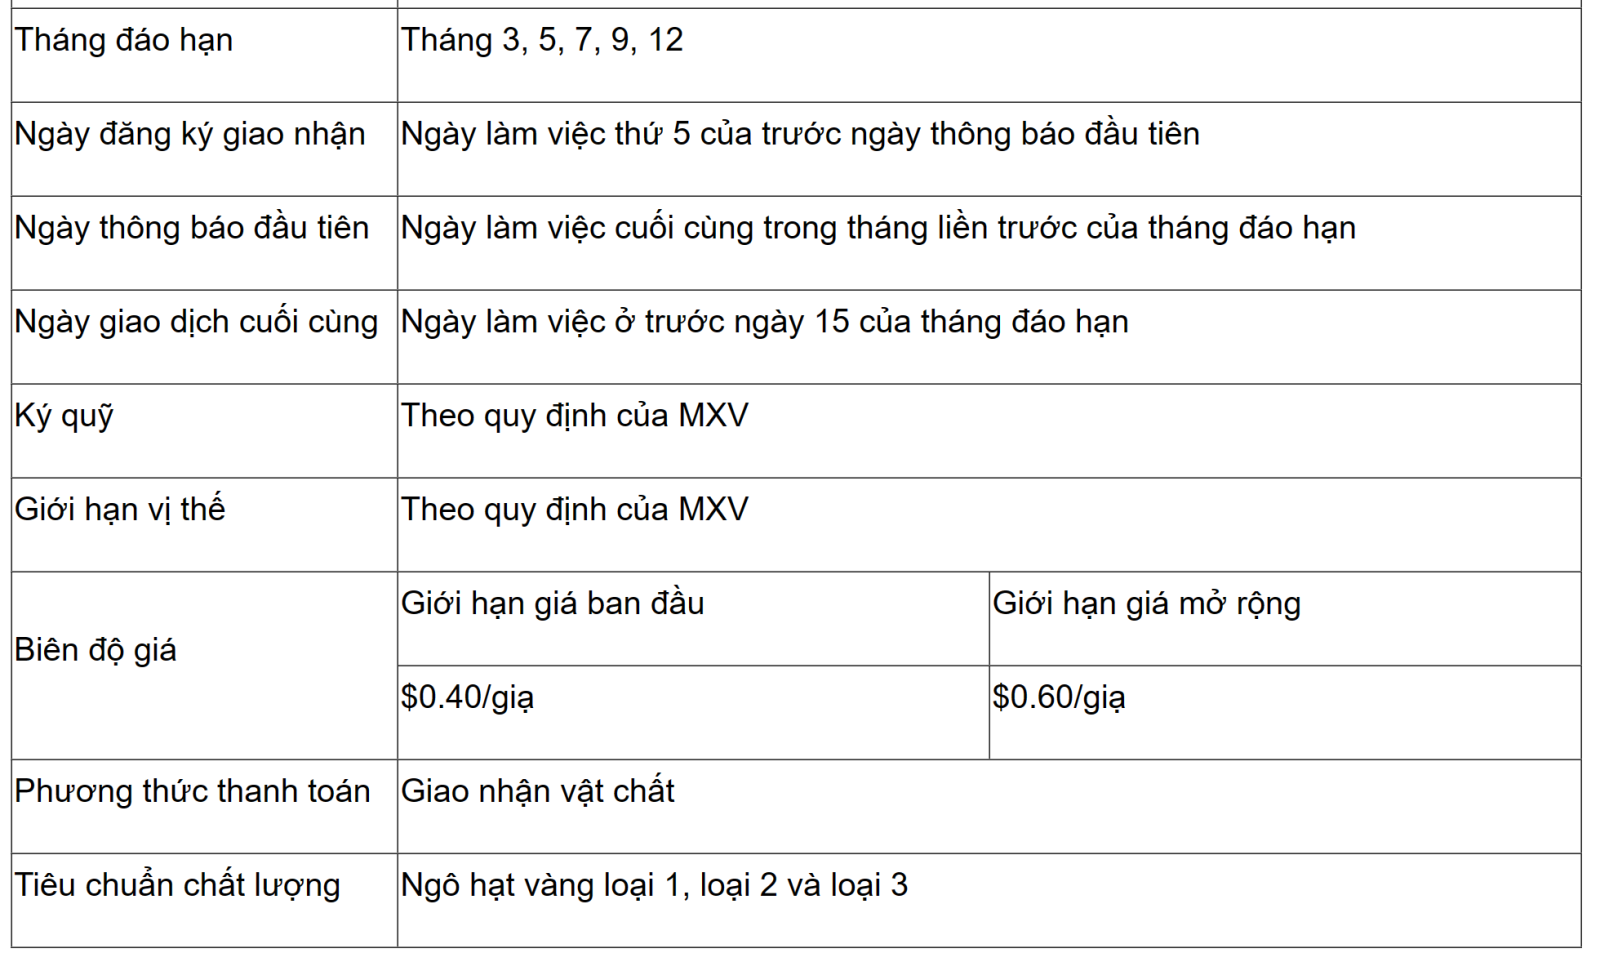 Tháng đáo hạn
Tháng 3, 5, 7, 9, 12
Ngày đăng ký giao nhận
Ngày làm việc thứ 5 của trước ngày thông báo đầu tiên
Ngày thông báo đầu tiên
Ngày làm việc cuối cùng trong tháng liền trước của tháng đáo hạn
Ngày giao dịch cuối cùng
Ngày làm việc ở trước ngày 15 của tháng đáo hạn
Ký quỹ
Theo quy định của MXV
Giới hạn vị thế
Theo quy định của MXV
Biên độ giá
Giới hạn giá ban đầu
Giới hạn giá mở rộng
$0.40/giạ
$0.60/giạ
Phương thức thanh toán
Giao nhận vật chất
Tiêu chuẩn chất lượng
Ngô hạt vàng loại 1, loại 2 và loại 3